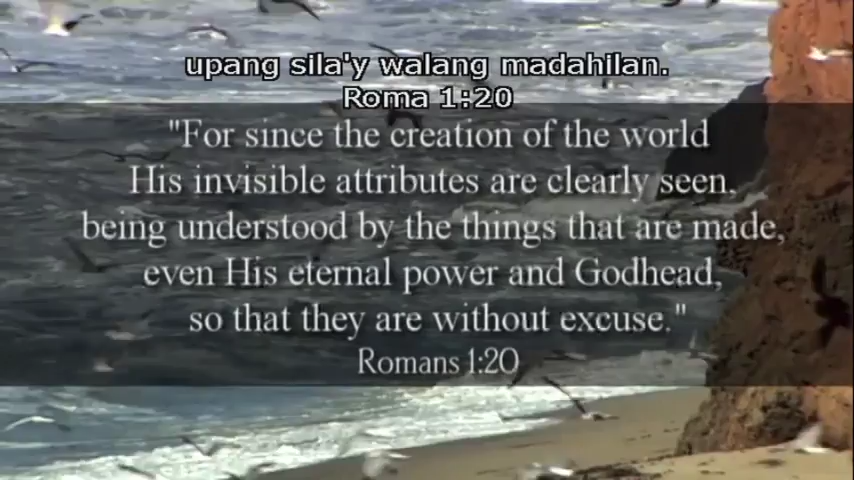 upang sila'y walang madahilan.
Roma 1:20
"For since the creation of the world
His invisible attributes are clearly seen,
being understood by the things that are made,
even His eternal power and Godhead,
so that they are without excuse."
Romans 1:20